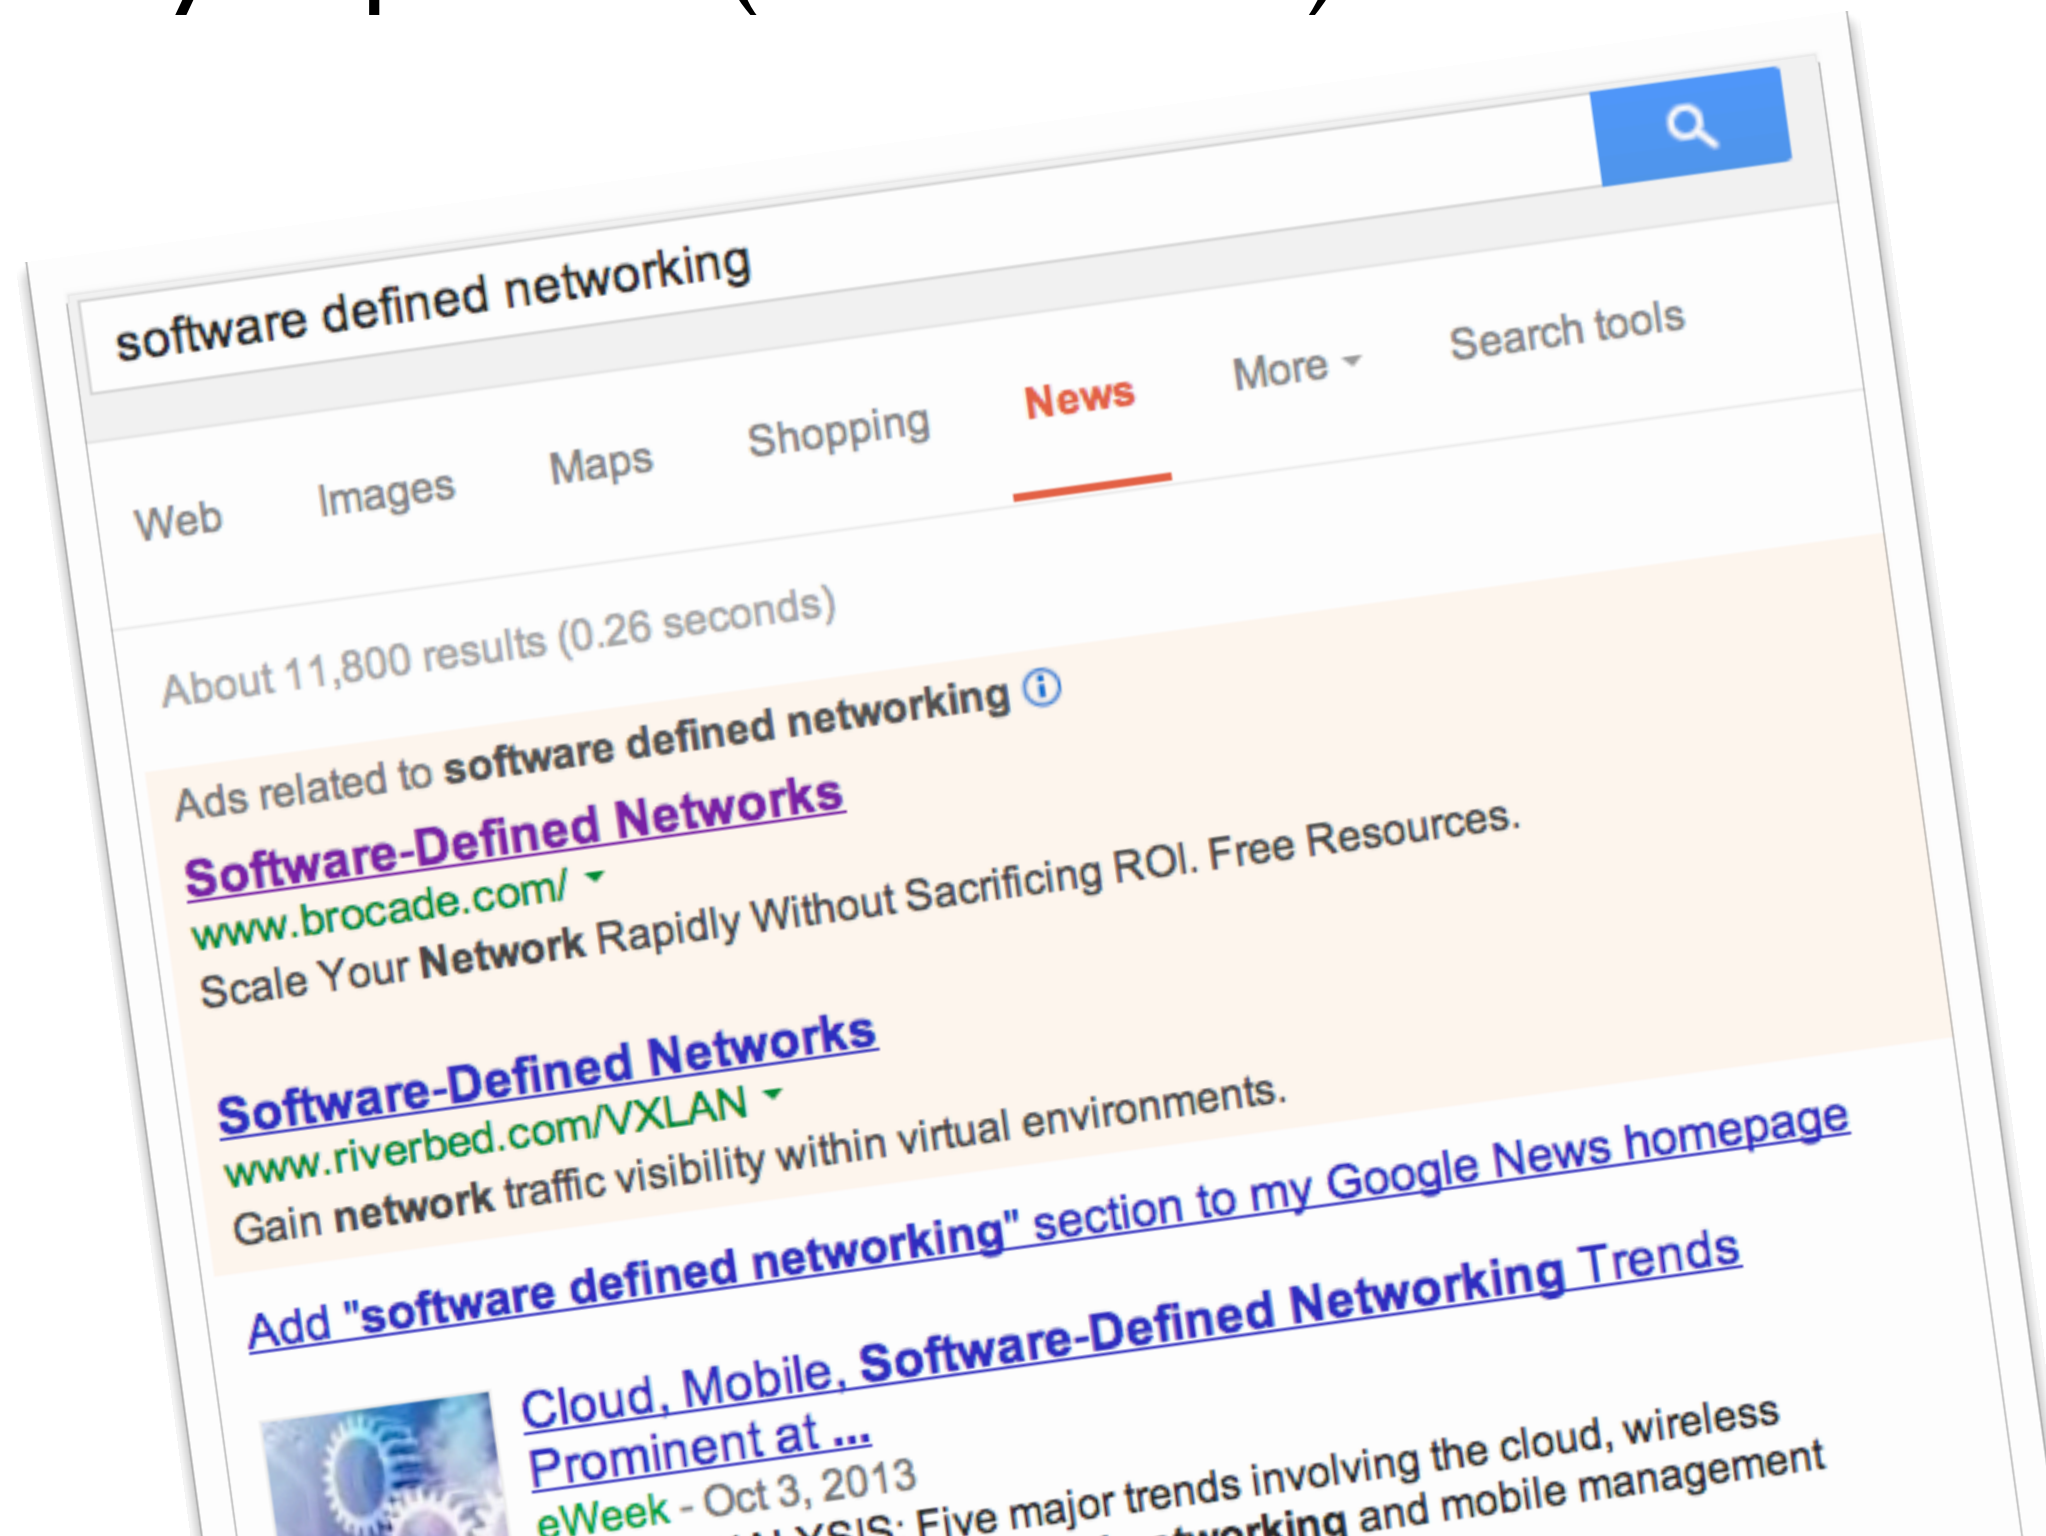 software defined networking
Web Images Maps Shopping News More Search tools
About 11,800 results (0.26 seconds)
Ads related to software defined networking
Software-Defined Networks
www.brocade.com/
Scale Your Network Rapidly Without Sacrificing ROI. Free Resources.
Software-Defined Networks
www.riverbed.com/VXLAN
Gain network traffic visibility within virtual environments.
Add "software defined networking" section to my Google News homepage
Cloud, Mobile, Software-Defined Networking Trends
Prominent at ...
eWeek - Oct 3, 2013
Five major trends involving the cloud, wireless
and mobile management